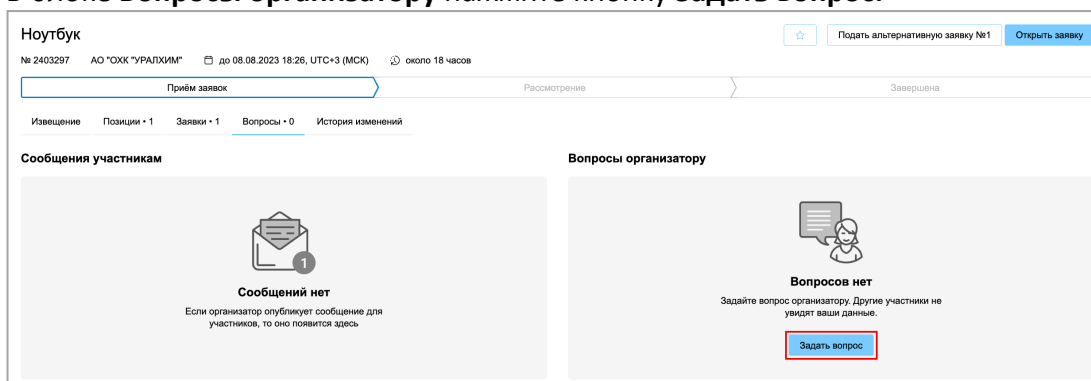 В блоке Вопросы организатору нажмите кнопку Задать вопрос.
Ноутбук
Подать альтернативную заявку №1
Открыть заявку
№ 2403297 АО "ОХК "УРАЛХИМ" до 08.08.2023 18:26, UTC+3 (МСК) около 18 часов
Приём заявок
Рассмотрение
Завершена
Извещение Позиции • 1 Заявки • 1 Вопросы • 0 История изменений
Сообщения участникам
1
Сообщений нет
Если организатор опубликует сообщение для
участников, то оно появится здесь
Вопросы организатору
Вопросов нет
Задайте вопрос организатору. Другие участники не
увидят ваши данные.
Задать вопрос